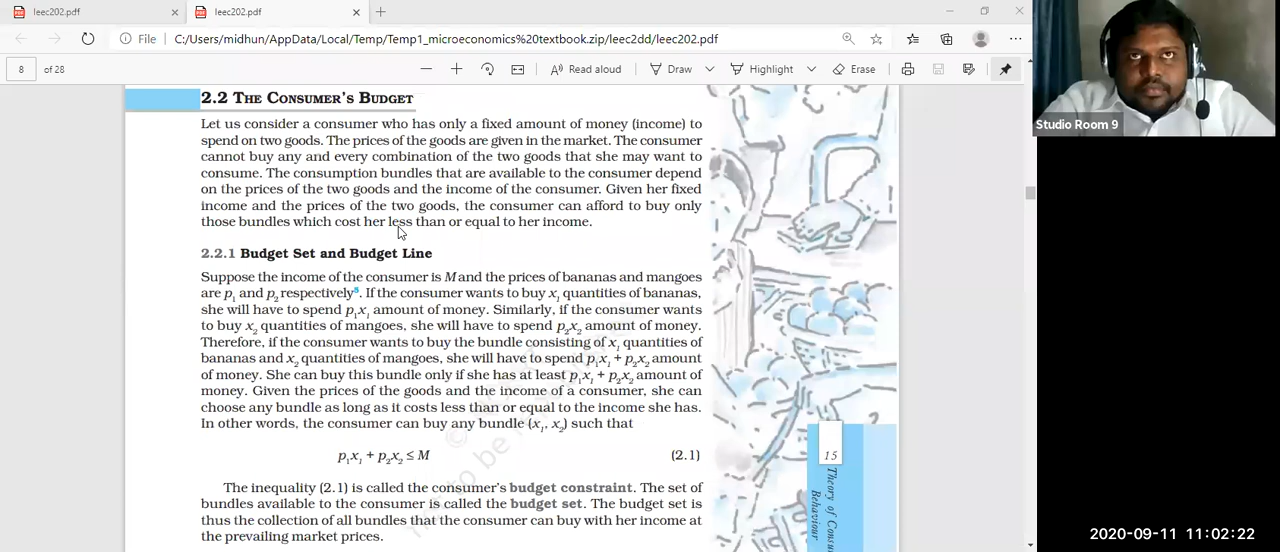 leec202.pdf
leec202.pdf
File C:/Users/midhun/AppData/Local/Temp/Temp1_microeconomics%20textbook.zip/leec2dd/leec202.pdf
8 of 28 Read aloud Draw Highlight Erase
Studio Room 9
2.2 THE CONSUMER'S BUDGET
Let us consider a consumer who has only a fixed amount of money (income) to
spend on two goods. The prices of the goods are given in the market. The consumer
cannot buy any and every combination of the two goods that she may want to
consume. The consumption bundles that are available to the consumer depend
on the prices of the two goods and the income of the consumer. Given her fixed
income and the prices of the two goods, the consumer can afford to buy only
those bundles which cost her less than or equal to her income.
2.2.1 Budget Set and Budget Line
Suppose the income of the consumer is M and the prices of bananas and mangoes
are p₁ and p₂ respectively⁵. If the consumer wants to buy x₁ quantities of bananas,
she will have to spend p₁x₁ amount of money. Similarly, if the consumer wants
to buy x₂ quantities of mangoes, she will have to spend p₂x₂ amount of money.
Therefore, if the consumer wants to buy the bundle consisting of x₁ quantities of
bananas and x₂ quantities of mangoes, she will have to spend p₁x₁ + p₂x₂ amount
of money. She can buy this bundle only if she has at least p₁x₁ + p₂x₂ amount of
money. Given the prices of the goods and the income of a consumer, she can
choose any bundle as long as it costs less than or equal to the income she has.
In other words, the consumer can buy any bundle (x₁, x₂) such that
p₁x₁ + p₂x₂ ≤ M (2.1)
The inequality (2.1) is called the consumer's budget constraint. The set of
bundles available to the consumer is called the budget set. The budget set is
thus the collection of all bundles that the consumer can buy with her income at
the prevailing market prices.
15
Theory of Consu
Behaviour
2020-09-11 11:02:22